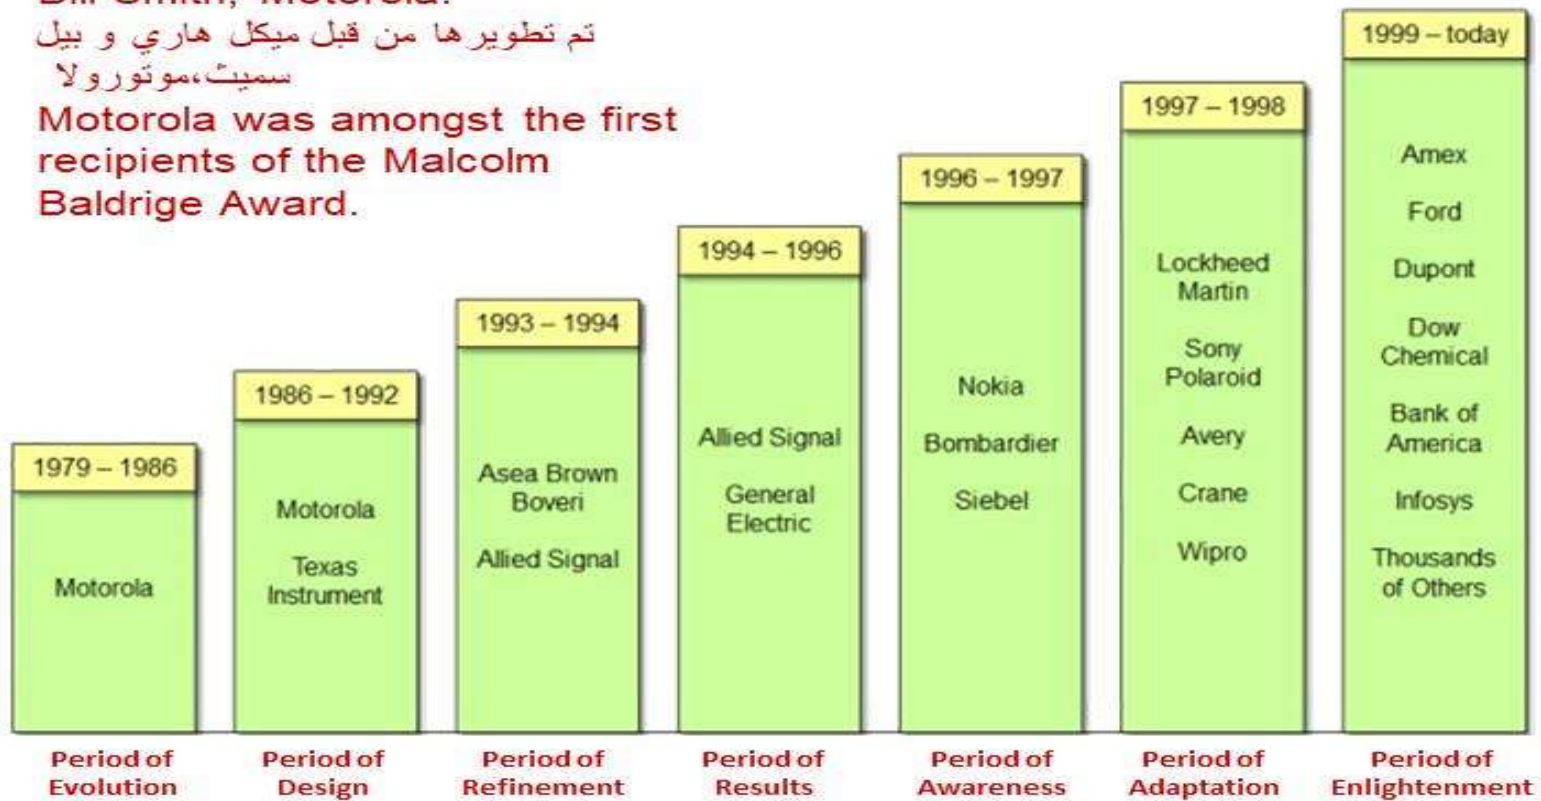 Bill Smith, Motorola.
تم تطويرها من قبل ميكل هاري و بيل
سميث،موتورولا
Motorola was amongst the first
recipients of the Malcolm
Baldrige Award.
1979 – 1986
Motorola
Period of
Evolution
1986 – 1992
Motorola
Texas
Instrument
Period of
Design
1993 – 1994
Asea Brown
Boveri
Allied Signal
Period of
Refinement
1994 – 1996
Allied Signal
General
Electric
Period of
Results
1996 – 1997
Nokia
Bombardier
Siebel
Period of
Awareness
1997 – 1998
Lockheed
Martin
Sony
Polaroid
Avery
Crane
Wipro
Period of
Adaptation
1999 – today
Amex
Ford
Dupont
Dow
Chemical
Bank of
America
Infosys
Thousands
of Others
Period of
Enlightenment